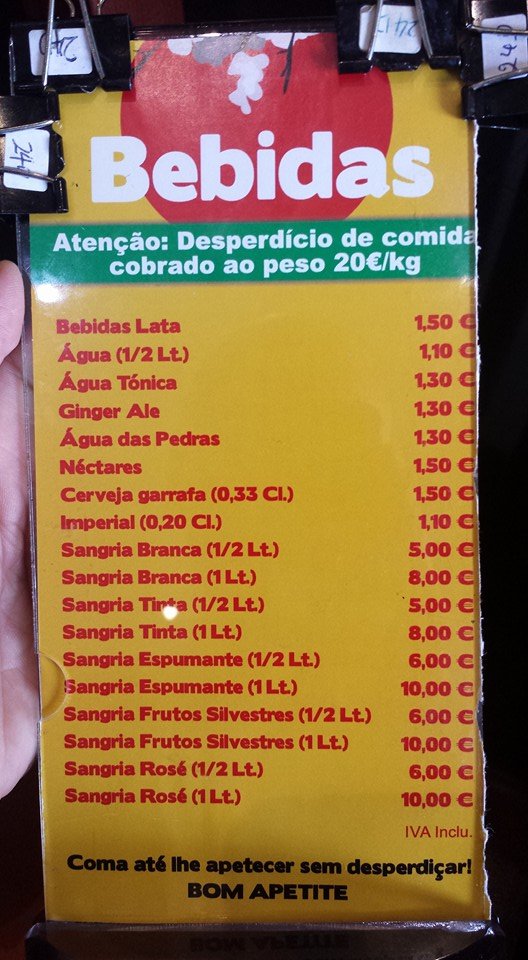 Bebidas
Atenção: Desperdício de comida
cobrado ao peso 20€/kg
Bebidas Lata 1,50 €
Água (1/2 Lt.) 1,10 €
Água Tónica 1,30 €
Ginger Ale 1,30 €
Água das Pedras 1,30 €
Néctares 1,50 €
Cerveja garrafa (0,33 Cl.) 1,50 €
Imperial (0,20 Cl.) 1,10 €
Sangria Branca (1/2 Lt.) 5,00 €
Sangria Branca (1 Lt.) 8,00 €
Sangria Tinta (1/2 Lt.) 5,00 €
Sangria Tinta (1 Lt.) 8,00 €
Sangria Espumante (1/2 Lt.) 6,00 €
Sangria Espumante (1 Lt.) 10,00 €
Sangria Frutos Silvestres (1/2 Lt.) 6,00 €
Sangria Frutos Silvestres (1 Lt.) 10,00 €
Sangria Rosé (1/2 Lt.) 6,00 €
Sangria Rosé (1 Lt.) 10,00 €
IVA Inclu.
Coma até lhe apetecer sem desperdiçar!
BOM APETITE